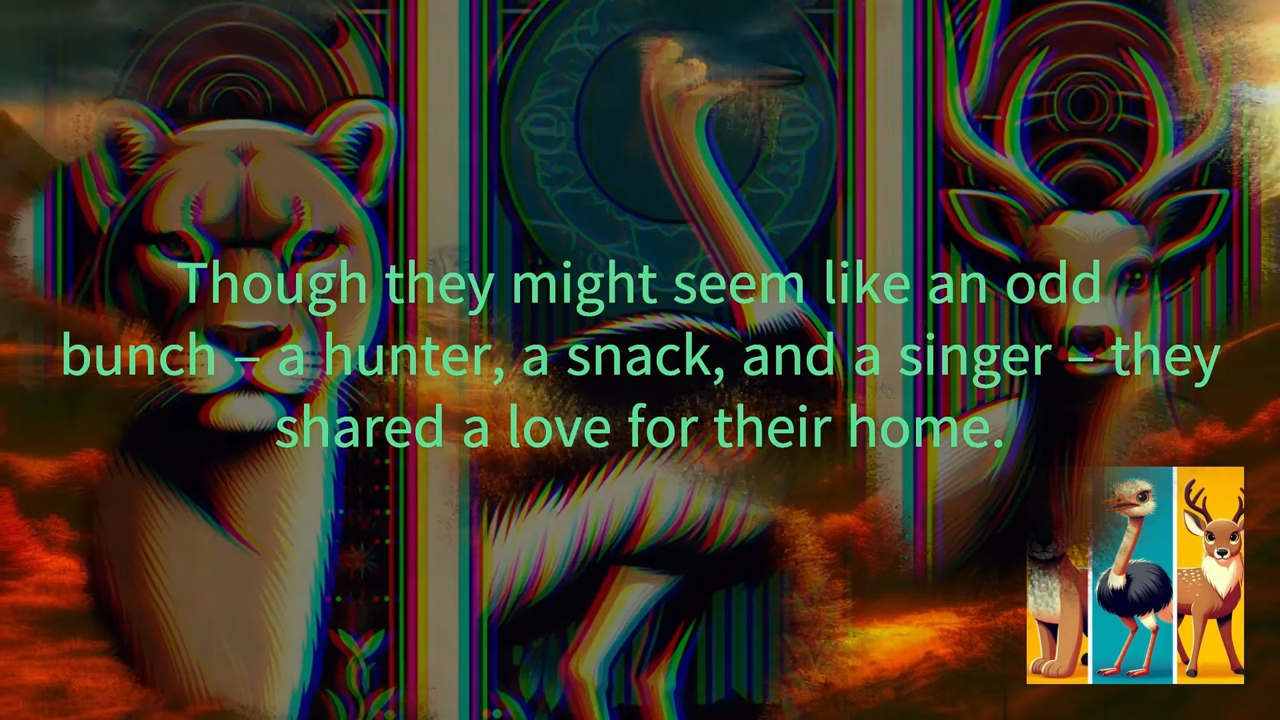 Though they might seem like an odd
bunch – a hunter, a snack, and a singer – they
shared a love for their home.